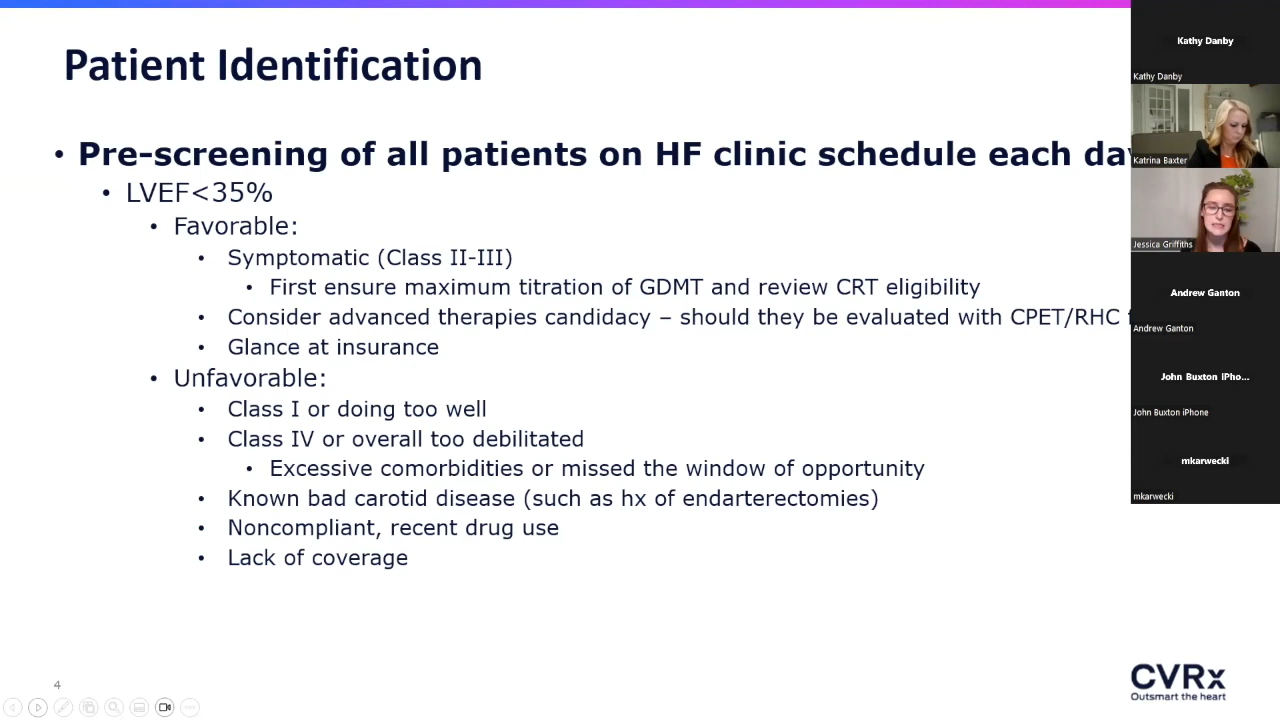 Patient Identification
• Pre-screening of all patients on HF clinic schedule each
• LVEF<35%
• Favorable:
• Symptomatic (Class II-III)
• First ensure maximum titration of GDMT and review CRT eligibility
• Consider advanced therapies candidacy – should they be evaluated with CPET/RHC
• Glance at insurance
• Unfavorable:
• Class I or doing too well
• Class IV or overall too debilitated
• Excessive comorbidities or missed the window of opportunity
• Known bad carotid disease (such as hx of endarterectomies)
• Noncompliant, recent drug use
• Lack of coverage
4
CVRx
Outsmart the heart
Kathy Danby
Kathy Danby
Katrina Baxter
Jessica Griffiths
Andrew Ganton
Andrew Ganton
John Buxton iPho...
John Buxton iPhone
mkarwecki
mkarwecki